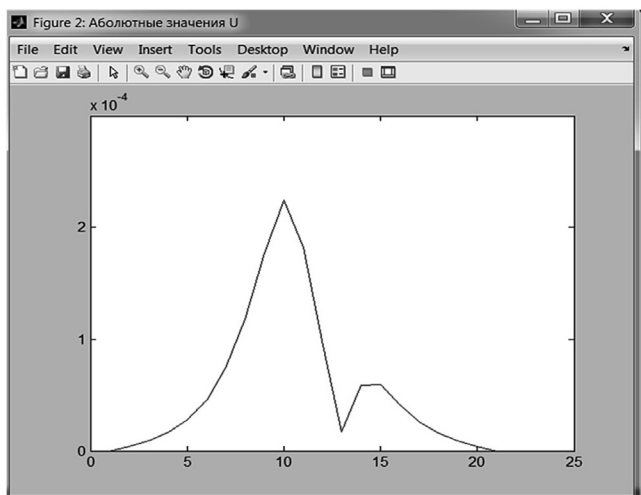 Figure 2: Аболютные значения U
File Edit View Insert Tools Desktop Window Help
x 10-4
2
1
0
0 5 10 15 20 25